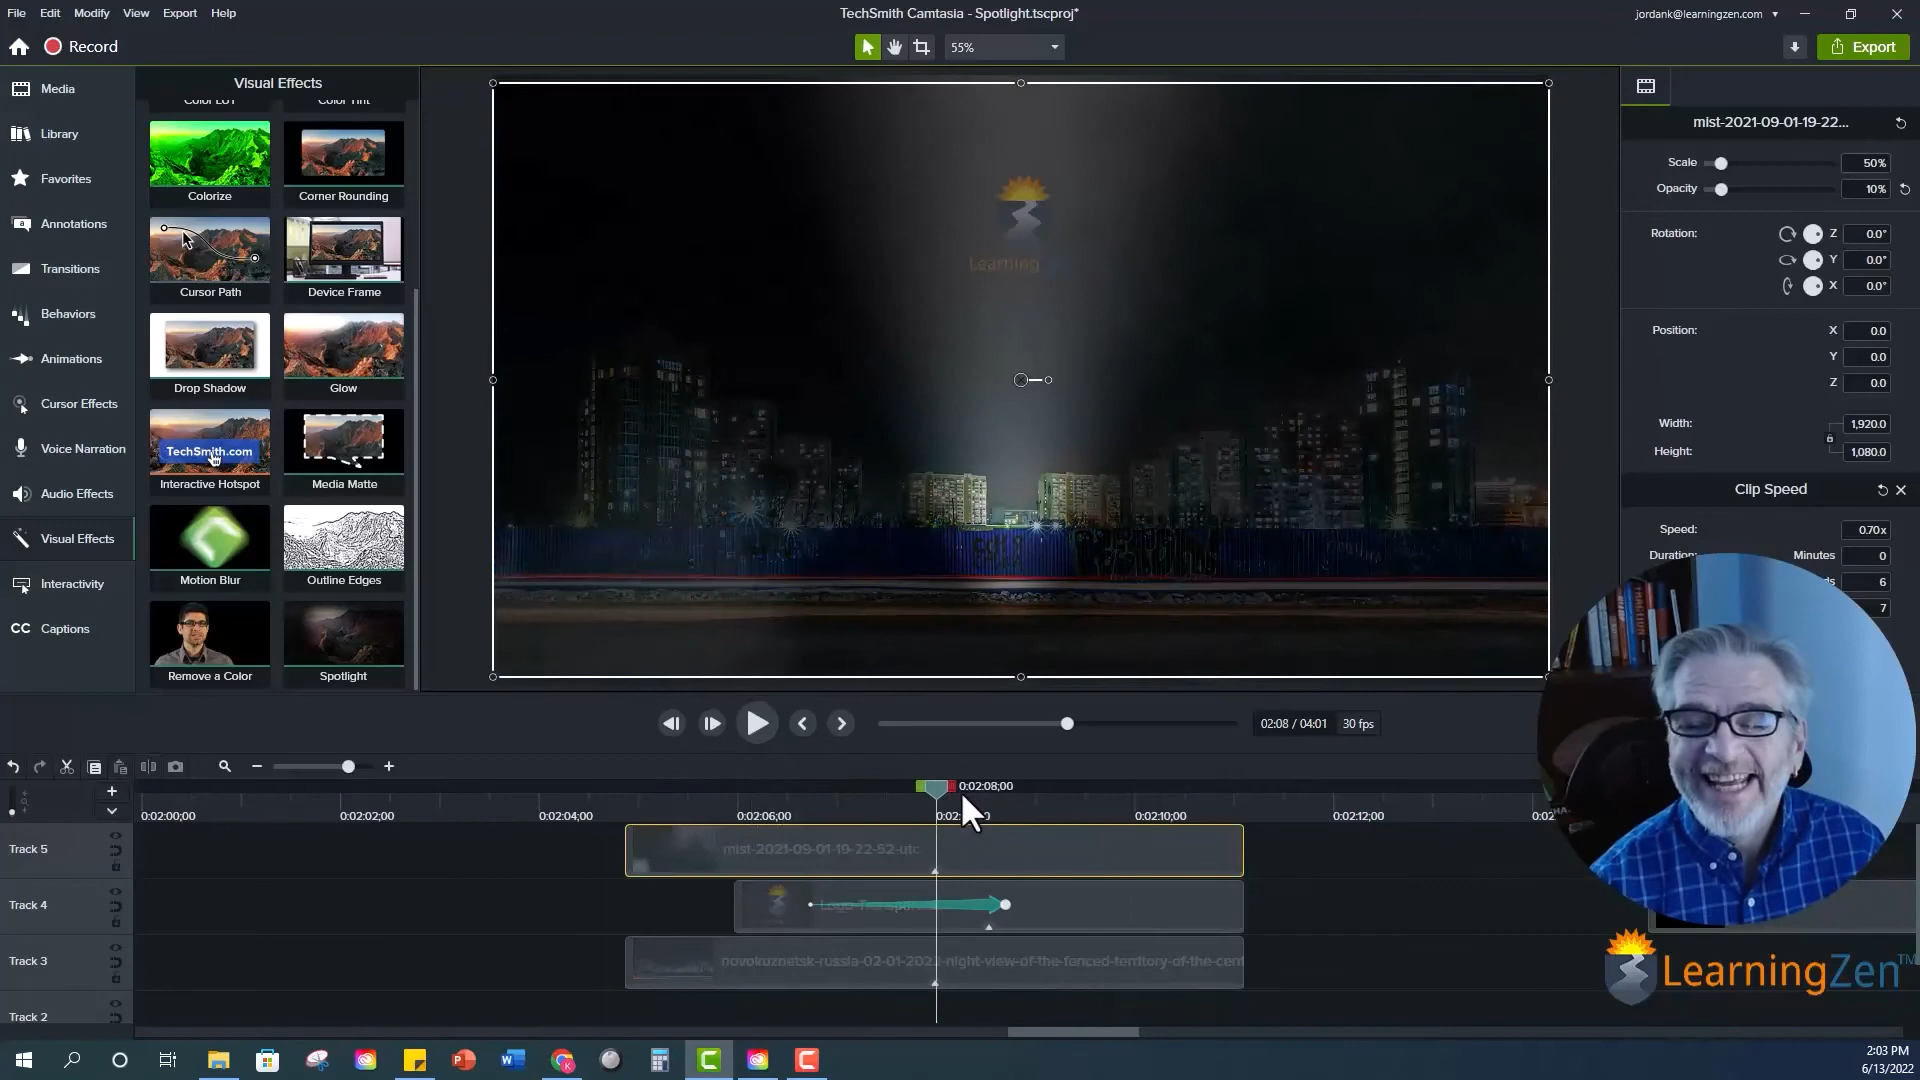 File Edit Modify View Export Help
TechSmith Camtasia - Spotlight.tscproj*
jordank@learningzen.com
Record
55%
Export
Media
Library
Favorites
Annotations
Transitions
Behaviors
Animations
Cursor Effects
Voice Narration
Audio Effects
Visual Effects
Interactivity
CC Captions
Visual Effects
Color LUT Color Tint
Colorize Corner Rounding
Cursor Path Device Frame
Drop Shadow Glow
TechSmith.com
Interactive Hotspot Media Matte
Motion Blur Outline Edges
Remove a Color Spotlight
Learning
mist-2021-09-01-19-22...
Scale 50%
Opacity 10%
Rotation: Z 0.0°
Y 0.0°
X 0.0°
Position: X 0.0
Y 0.0
Z 0.0
Width: 1,920.0
Height: 1,080.0
Clip Speed
Speed: 0.70x
Duration: Minutes 0
6
7
02:08 / 04:01 30 fps
0:02:08;00
0:02:00;00 0:02:02;00 0:02:04;00 0:02:06;00 0:02:10;00 0:02:12;00
Track 5
mist-2021-09-01-19-22-52-utc
Track 4
Track 3
novokuznetsk-russia-02-01-2022-night-view-of-the-fenced-territory-of-the-cent
Track 2
LearningZen™
2:03 PM
6/13/2022